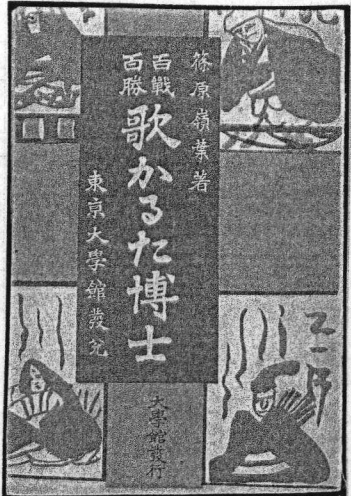 篠原嶺葉著
百戰
百勝
歌かるた博士
東京大學館發兌
大學館發行